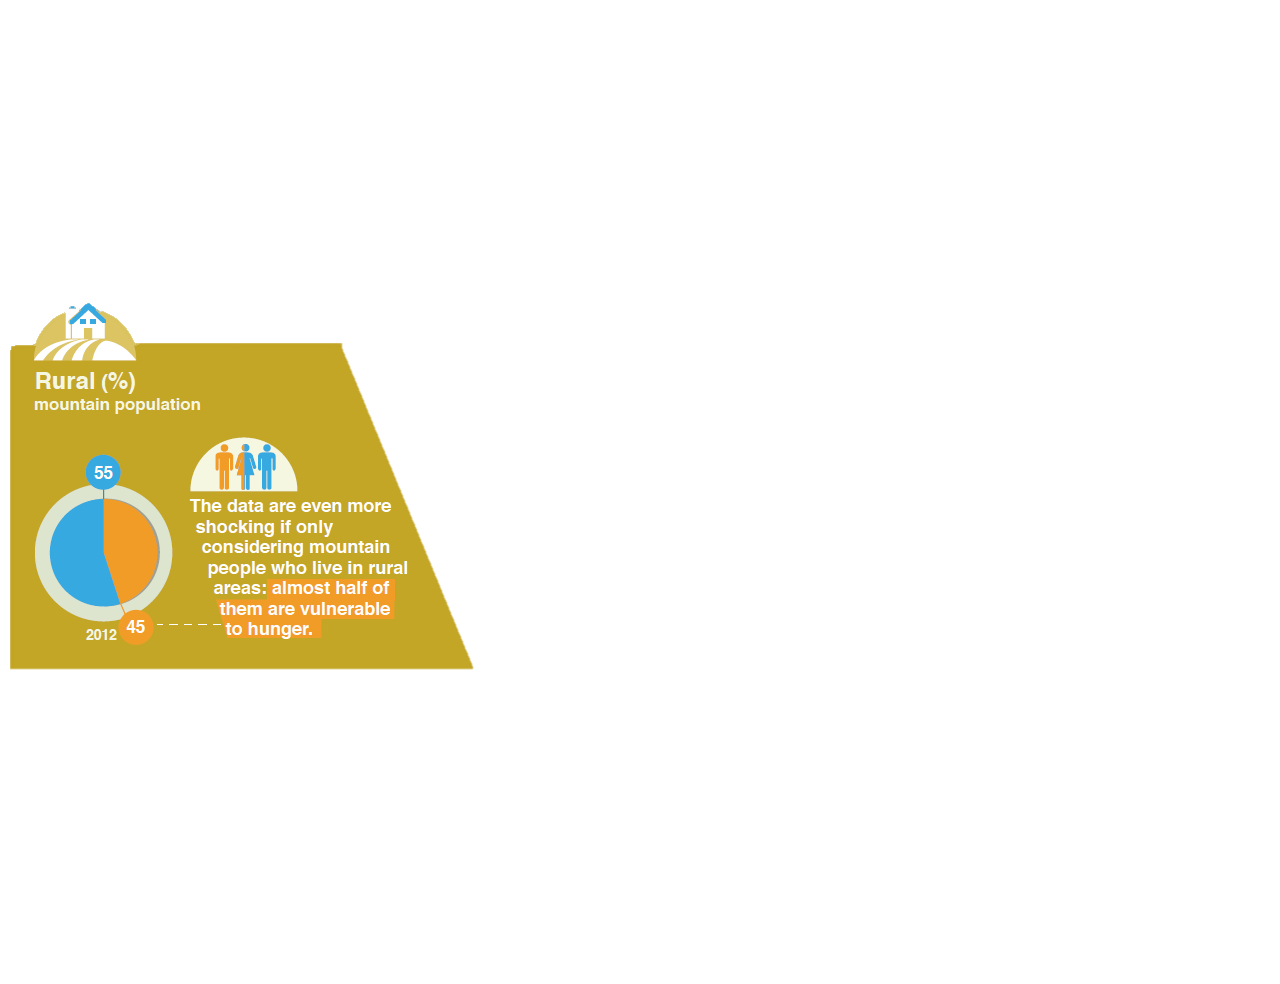 Rural (%)
mountain population
55
The data are even more
shocking if only
considering mountain
people who live in rural
areas: almost half of
them are vulnerable
to hunger.
2012
45